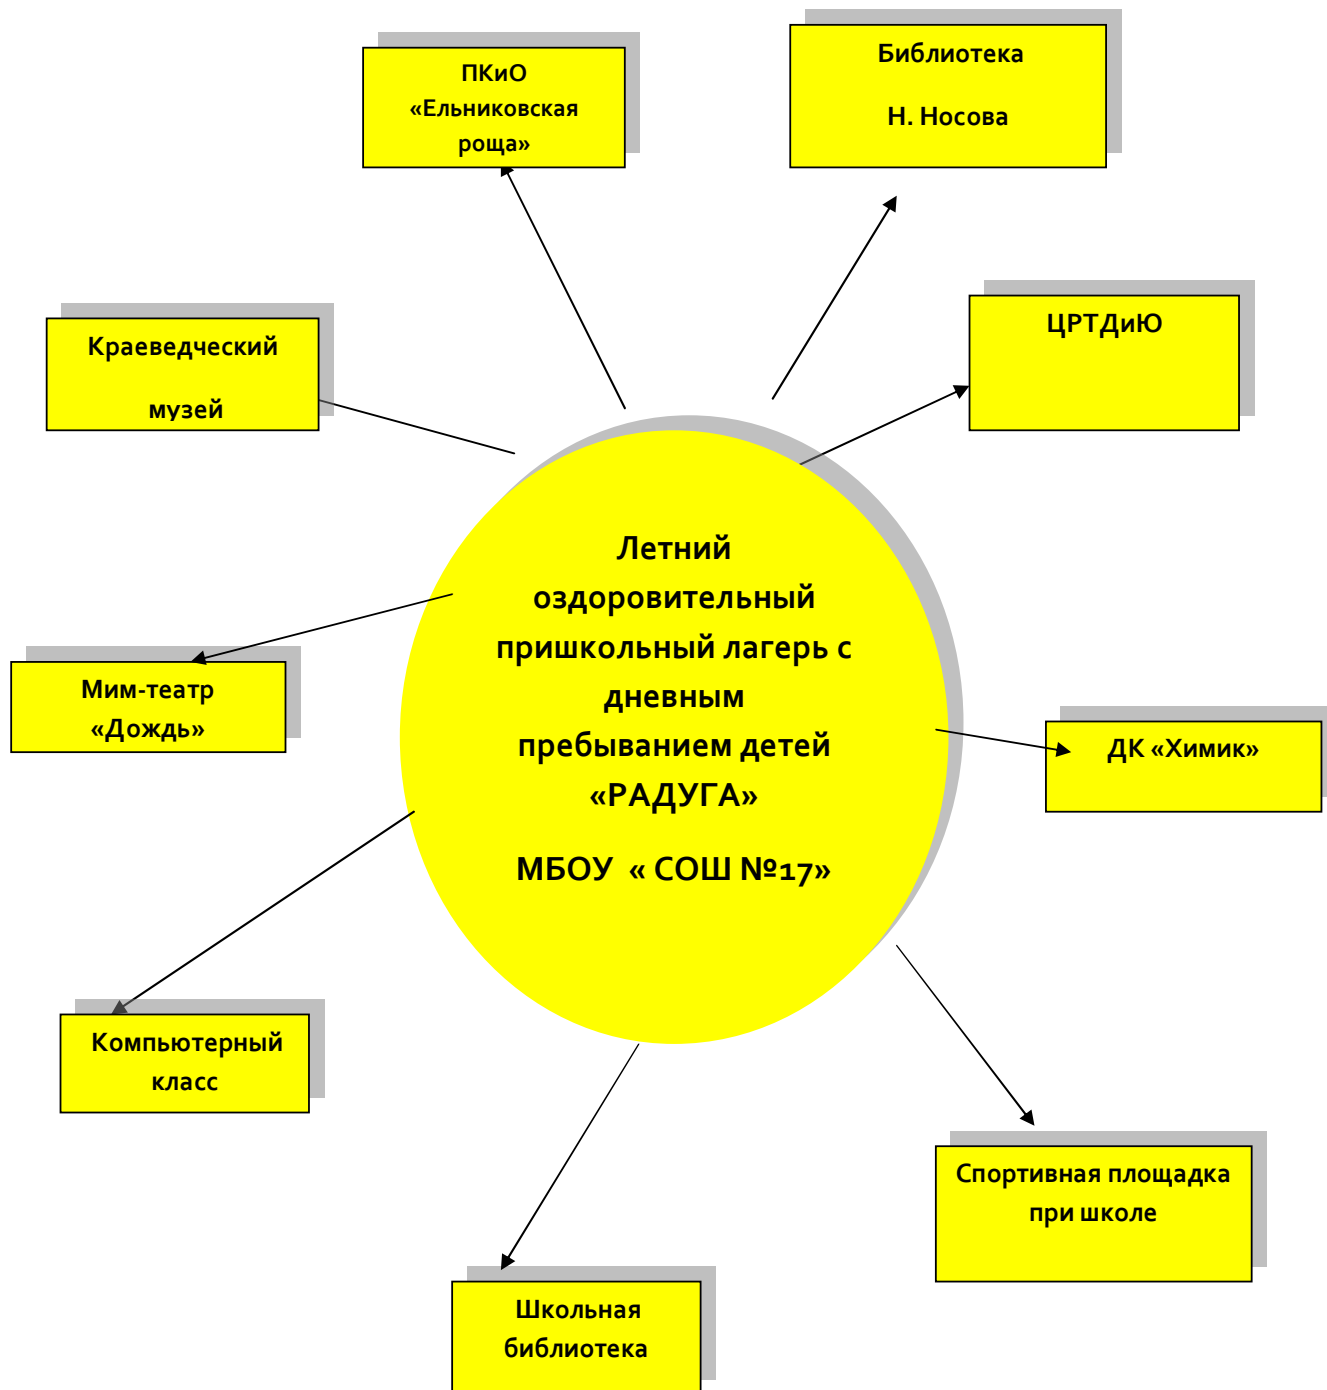 ПКиО
«Ельниковская
роща»
Библиотека
Н. Носова
Краеведческий
музей
ЦРТДиЮ
Летний
оздоровительный
пришкольный лагерь с
дневным
пребыванием детей
«РАДУГА»
МБОУ « СОШ №17»
Мим-театр
«Дождь»
ДК «Химик»
Компьютерный
класс
Спортивная площадка
при школе
Школьная
библиотека